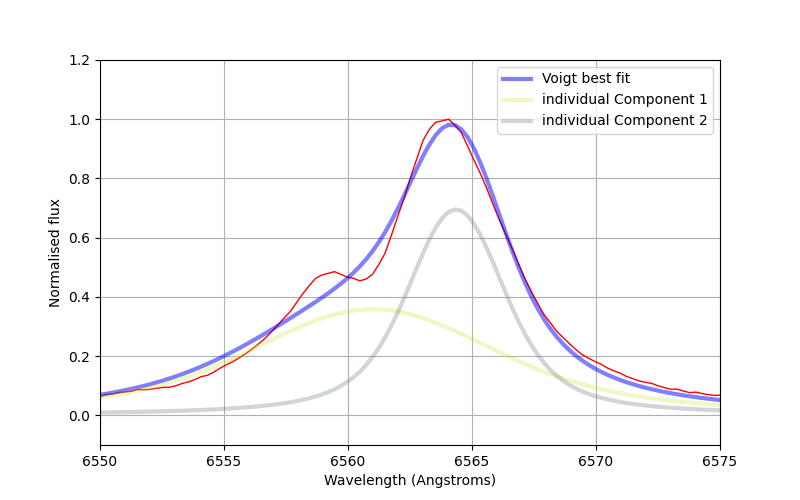 1.2
1.0
0.8
0.6
0.4
0.2
0.0
Normalised flux
Voigt best fit
individual Component 1
individual Component 2
6550 6555 6560 6565 6570 6575
Wavelength (Angstroms)